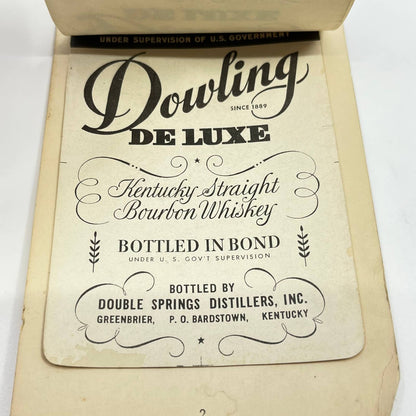 UNDER SUPERVISION OF U.S. GOVERNMENT
Dowling
SINCE 1889
DE LUXE
Kentucky Straight
Bourbon Whiskey
BOTTLED IN BOND
UNDER U. S. GOV'T SUPERVISION
BOTTLED BY
DOUBLE SPRINGS DISTILLERS, INC.
GREENBRIER, P. O. BARDSTOWN, KENTUCKY
2